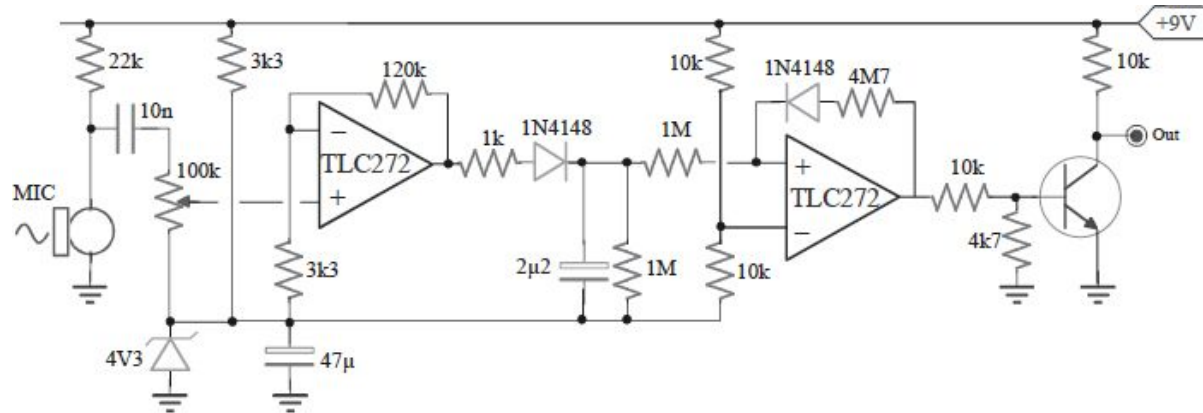 +9V
22k
3k3
10k
10k
120k
1N4148
4M7
10n
1N4148
1k
1M
Out
100k
−
TLC272
+
+
TLC272
−
10k
MIC
3k3
2µ2
1M
10k
4k7
4V3
47µ